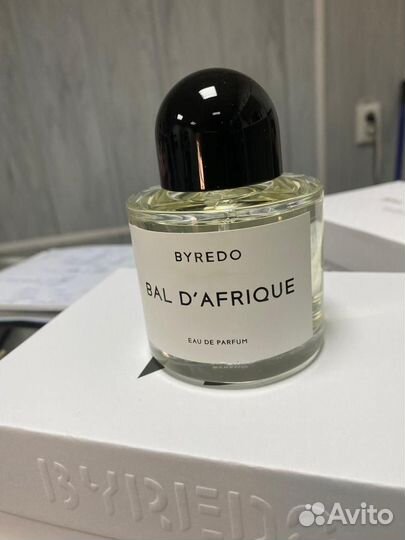 BYREDO
BAL D'AFRIQUE
EAU DE PARFUM
BYREDO
Avito